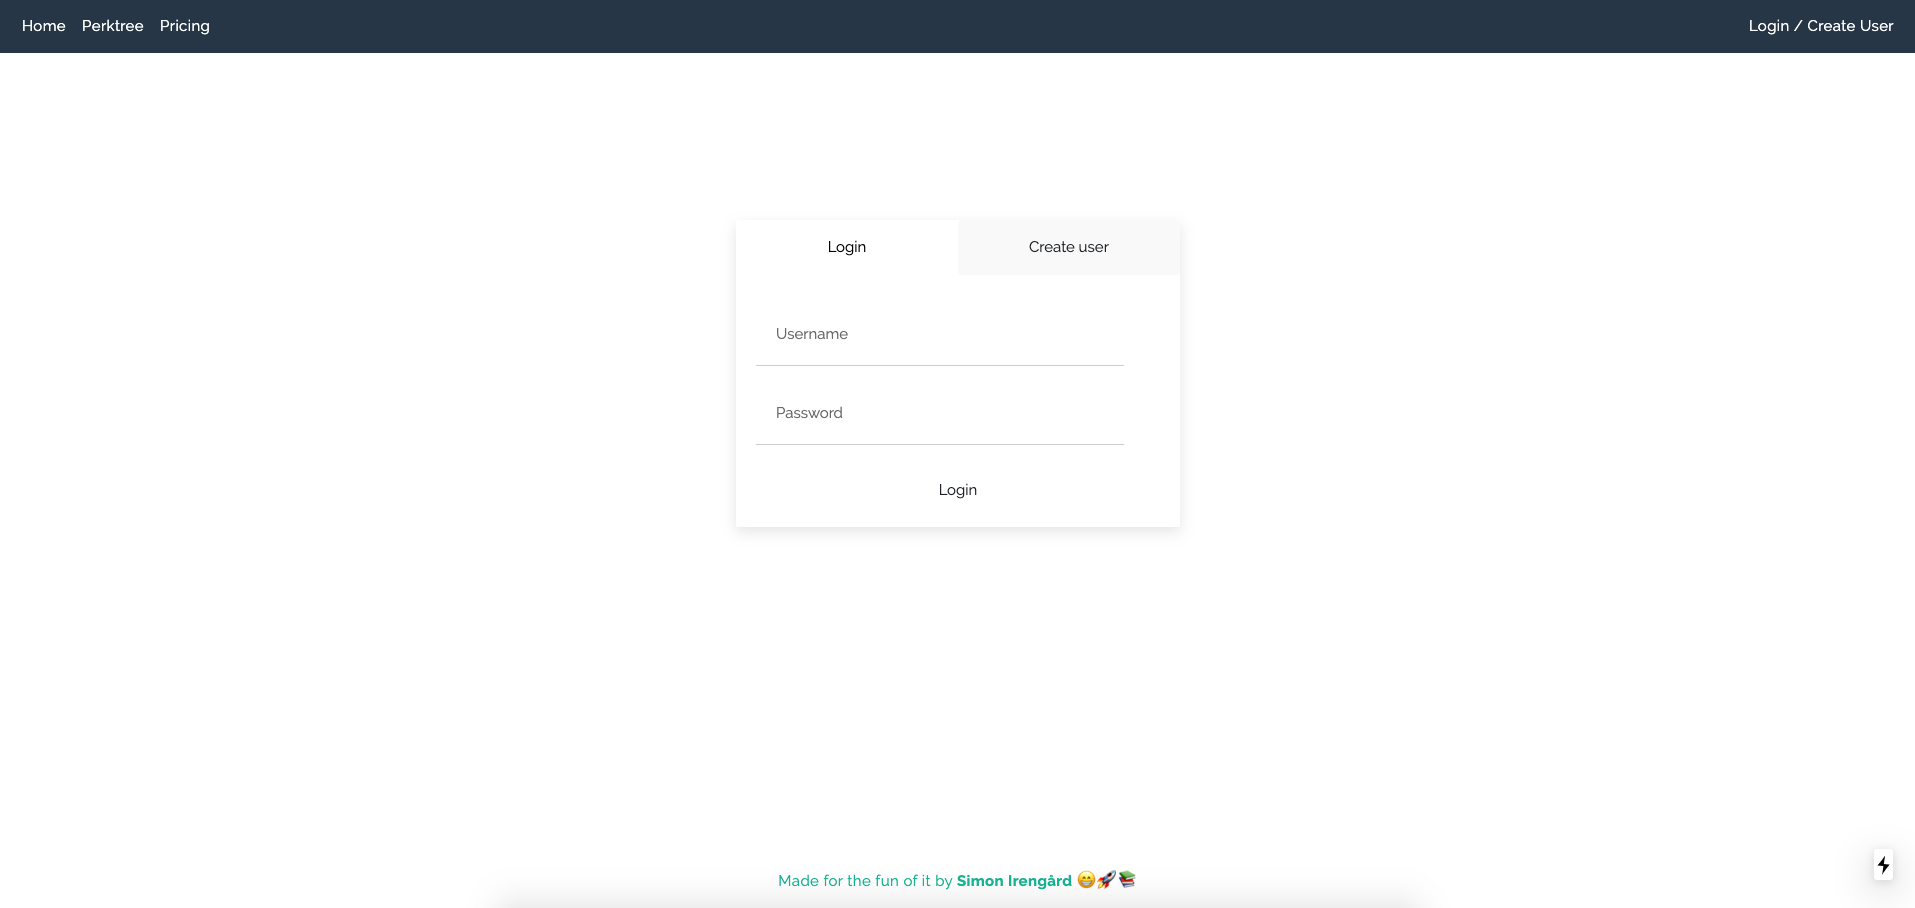 Home Perktree Pricing Login / Create User
Login Create user
Username
Password
Login
Made for the fun of it by Simon Irengård 😁🚀📚